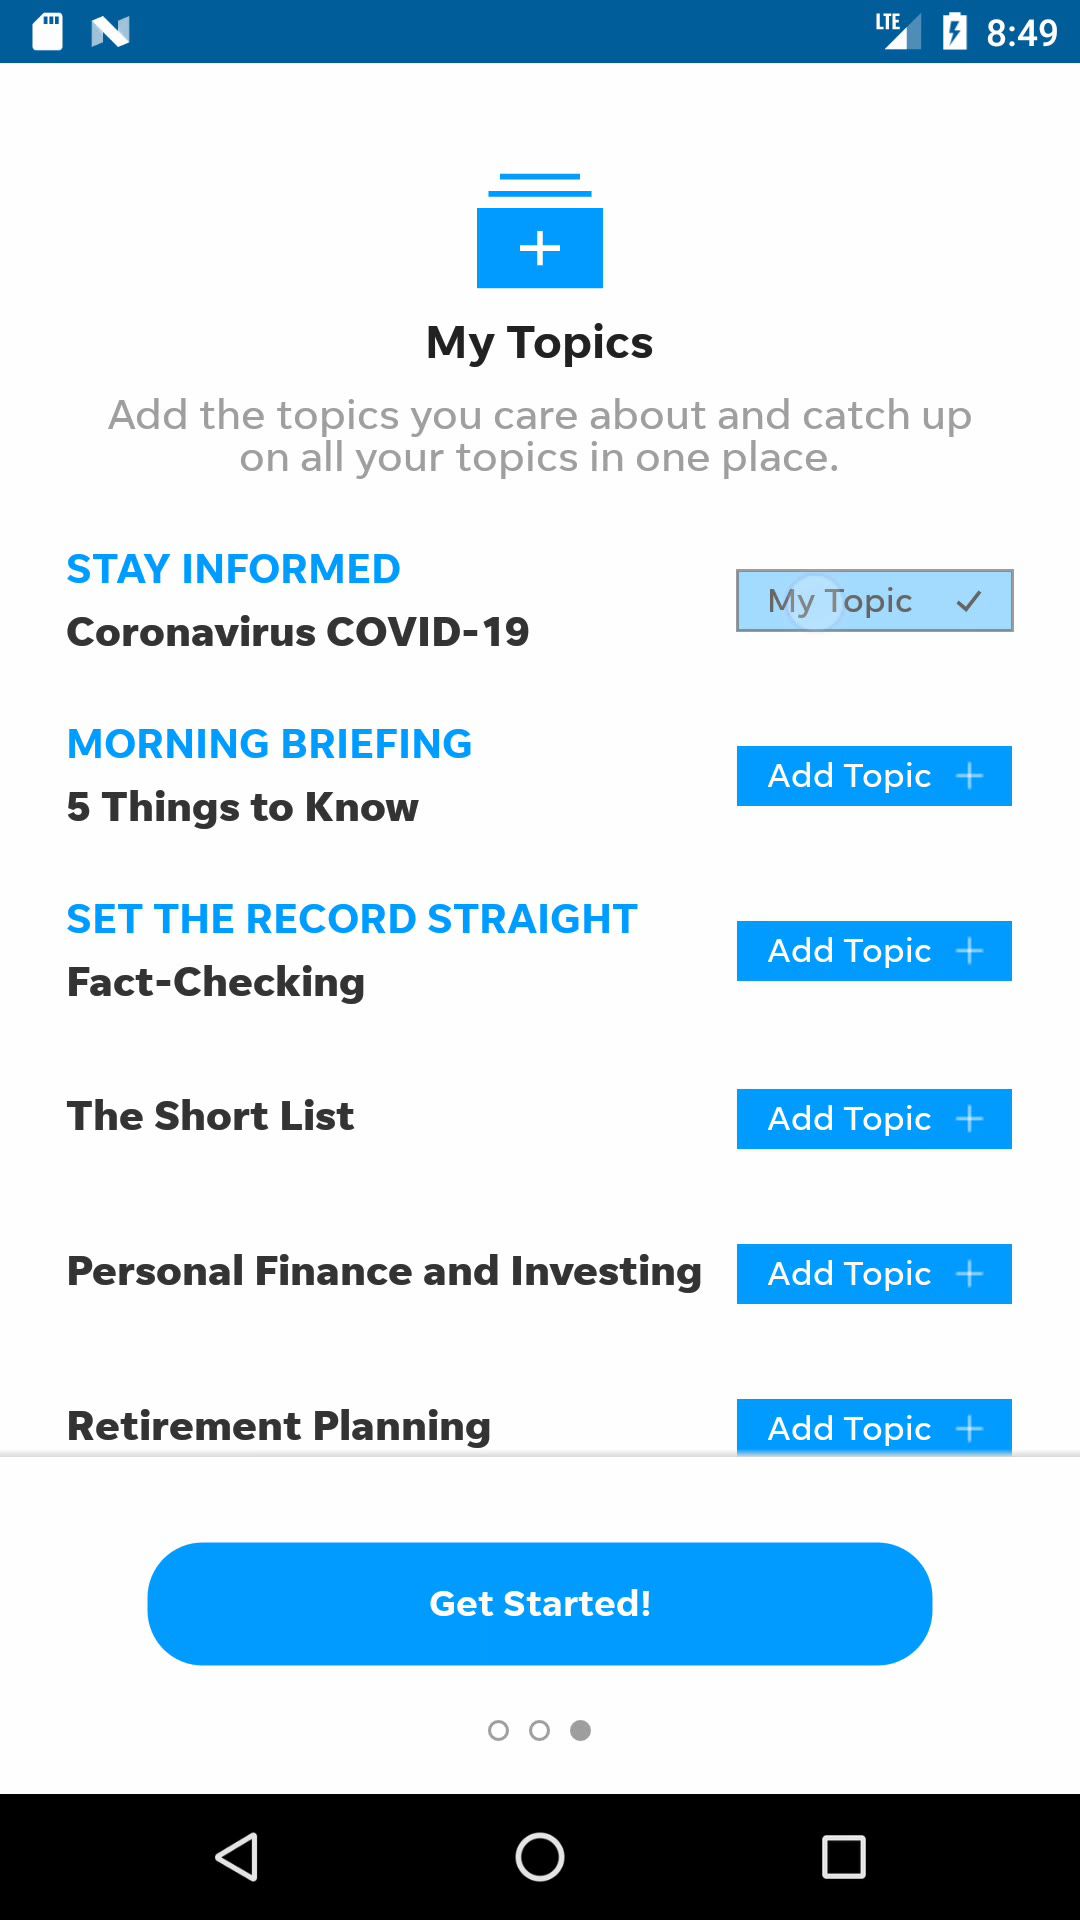 LTE 8:49
My Topics
Add the topics you care about and catch up
on all your topics in one place.
STAY INFORMED
Coronavirus COVID-19
My Topic
MORNING BRIEFING
5 Things to Know
Add Topic
SET THE RECORD STRAIGHT
Fact-Checking
Add Topic
The Short List
Add Topic
Personal Finance and Investing
Add Topic
Retirement Planning
Add Topic
Get Started!